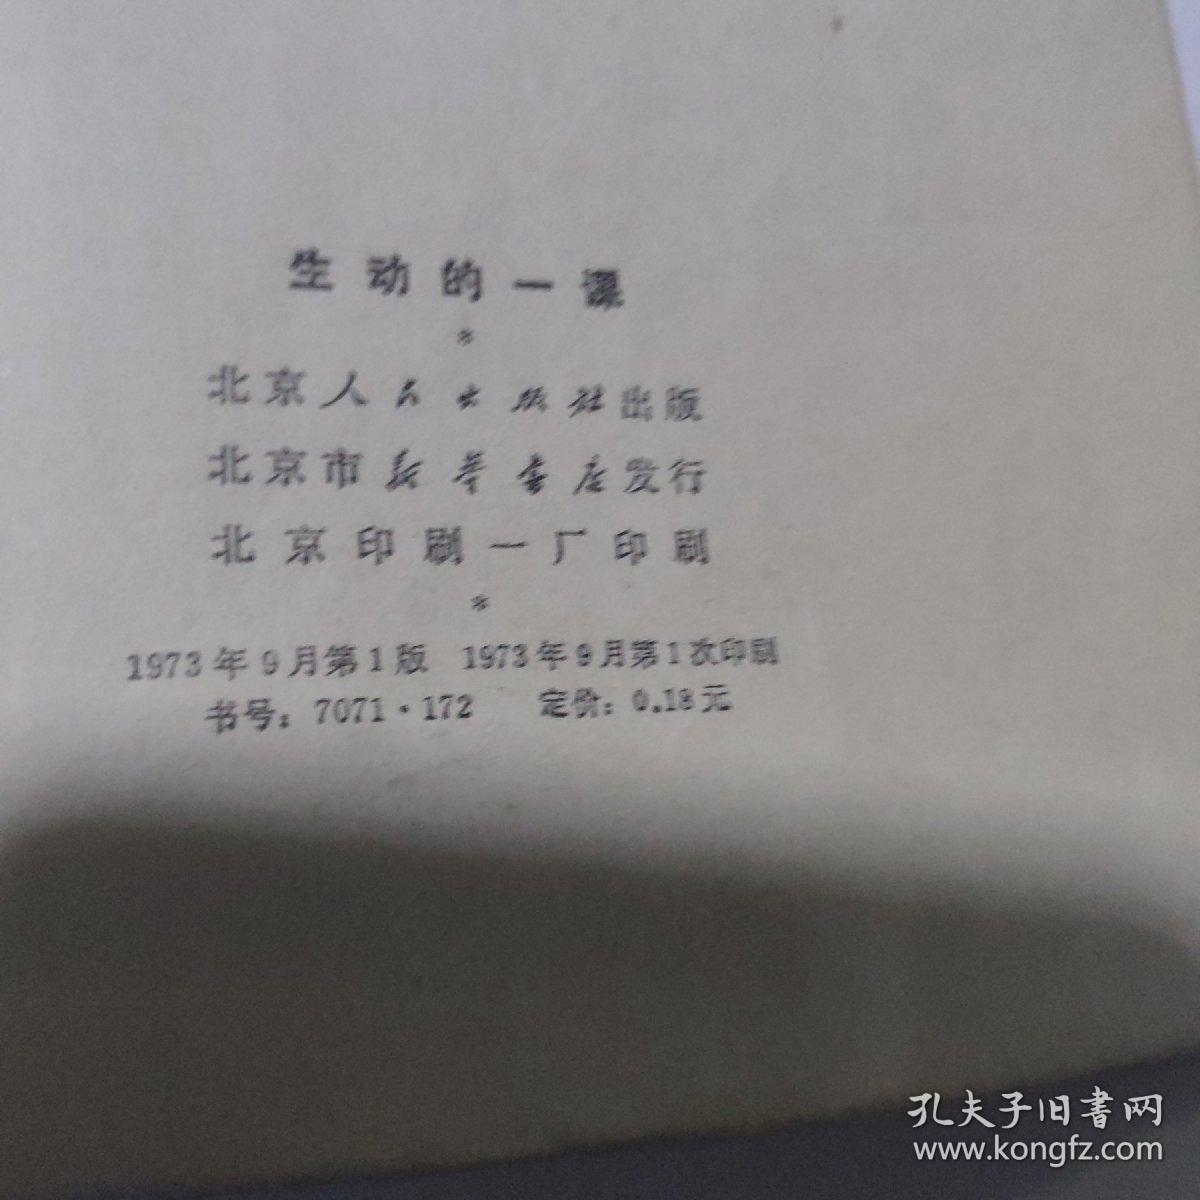 生动的一课
*
北京人民出版社出版
北京市新华书店发行
北京印刷一厂印刷
*
1973年9月第1版 1973年9月第1次印刷
书号：7071·172 定价：0.18元
孔夫子旧書网
www.kongfz.com